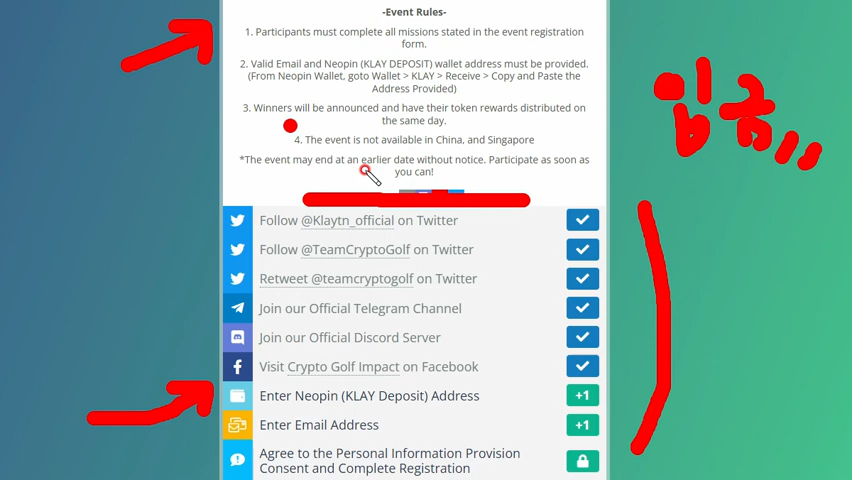 -Event Rules-
1. Participants must complete all missions stated in the event registration
form.
2. Valid Email and Neopin (KLAY DEPOSIT) wallet address must be provided.
(From Neopin Wallet, goto Wallet > KLAY > Receive > Copy and Paste the
Address Provided)
3. Winners will be announced and have their token rewards distributed on
the same day.
4. The event is not available in China, and Singapore
*The event may end at an earlier date without notice. Participate as soon as
you can!
입금
Follow @Klaytn_official on Twitter
Follow @TeamCryptoGolf on Twitter
Retweet @teamcryptogolf on Twitter
Join our Official Telegram Channel
Join our Official Discord Server
Visit Crypto Golf Impact on Facebook
Enter Neopin (KLAY Deposit) Address +1
Enter Email Address +1
Agree to the Personal Information Provision
Consent and Complete Registration